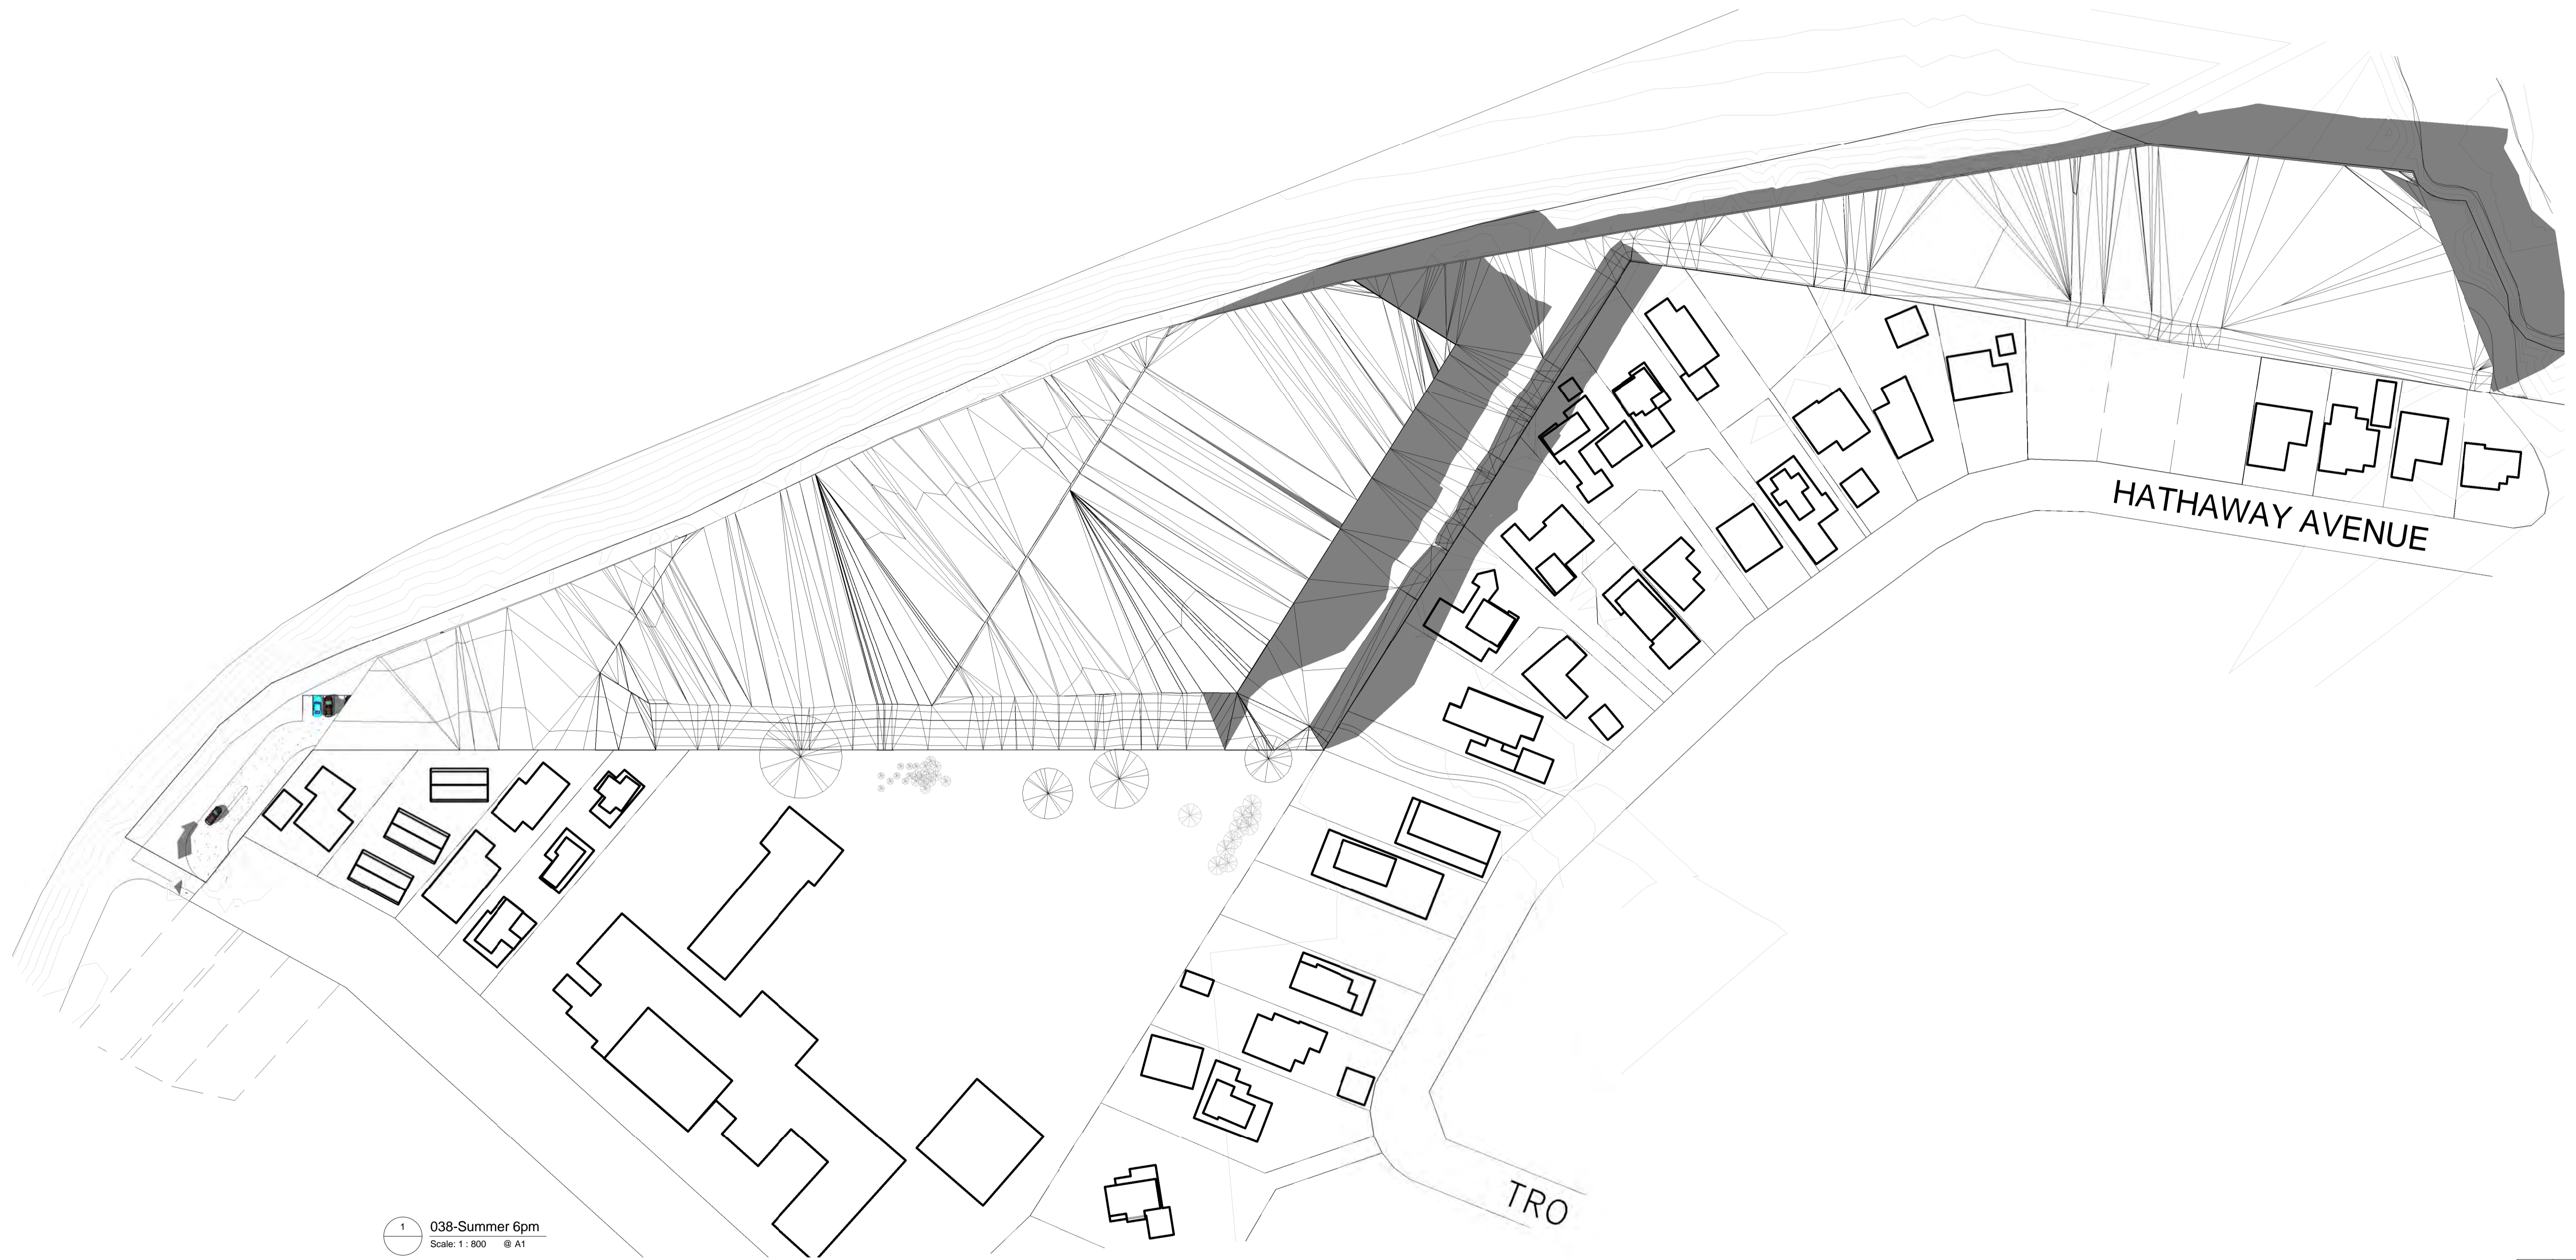 HATHAWAY AVENUE
TRO
1
038-Summer 6pm
Scale: 1 : 800 @ A1